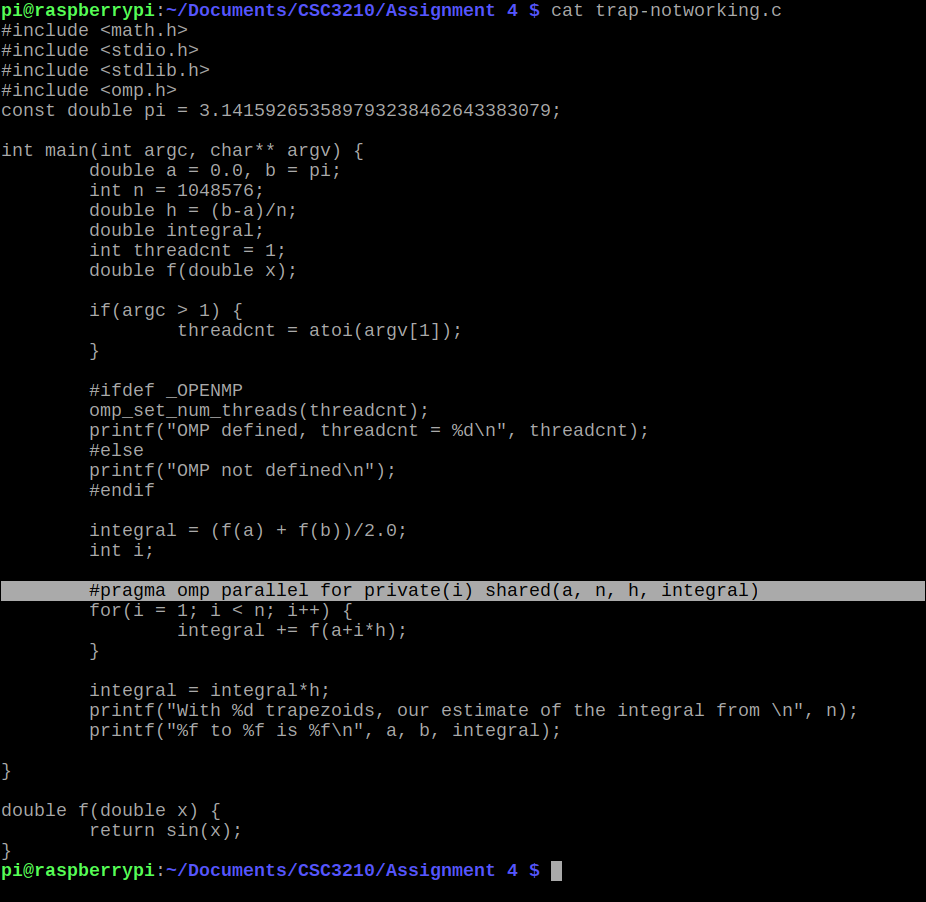 pi@raspberrypi:~/Documents/CSC3210/Assignment 4 $ cat trap-notworking.c
#include <math.h>
#include <stdio.h>
#include <stdlib.h>
#include <omp.h>
const double pi = 3.141592653589793238462643383079;
int main(int argc, char** argv) {
double a = 0.0, b = pi;
int n = 1048576;
double h = (b-a)/n;
double integral;
int threadcnt = 1;
double f(double x);
if(argc > 1) {
threadcnt = atoi(argv[1]);
}
#ifdef _OPENMP
omp_set_num_threads(threadcnt);
printf("OMP defined, threadcnt = %d\n", threadcnt);
#else
printf("OMP not defined\n");
#endif
integral = (f(a) + f(b))/2.0;
int i;
#pragma omp parallel for private(i) shared(a, n, h, integral)
for(i = 1; i < n; i++) {
integral += f(a+i*h);
}
integral = integral*h;
printf("With %d trapezoids, our estimate of the integral from \n", n);
printf("%f to %f is %f\n", a, b, integral);
}
double f(double x) {
return sin(x);
}
pi@raspberrypi:~/Documents/CSC3210/Assignment 4 $